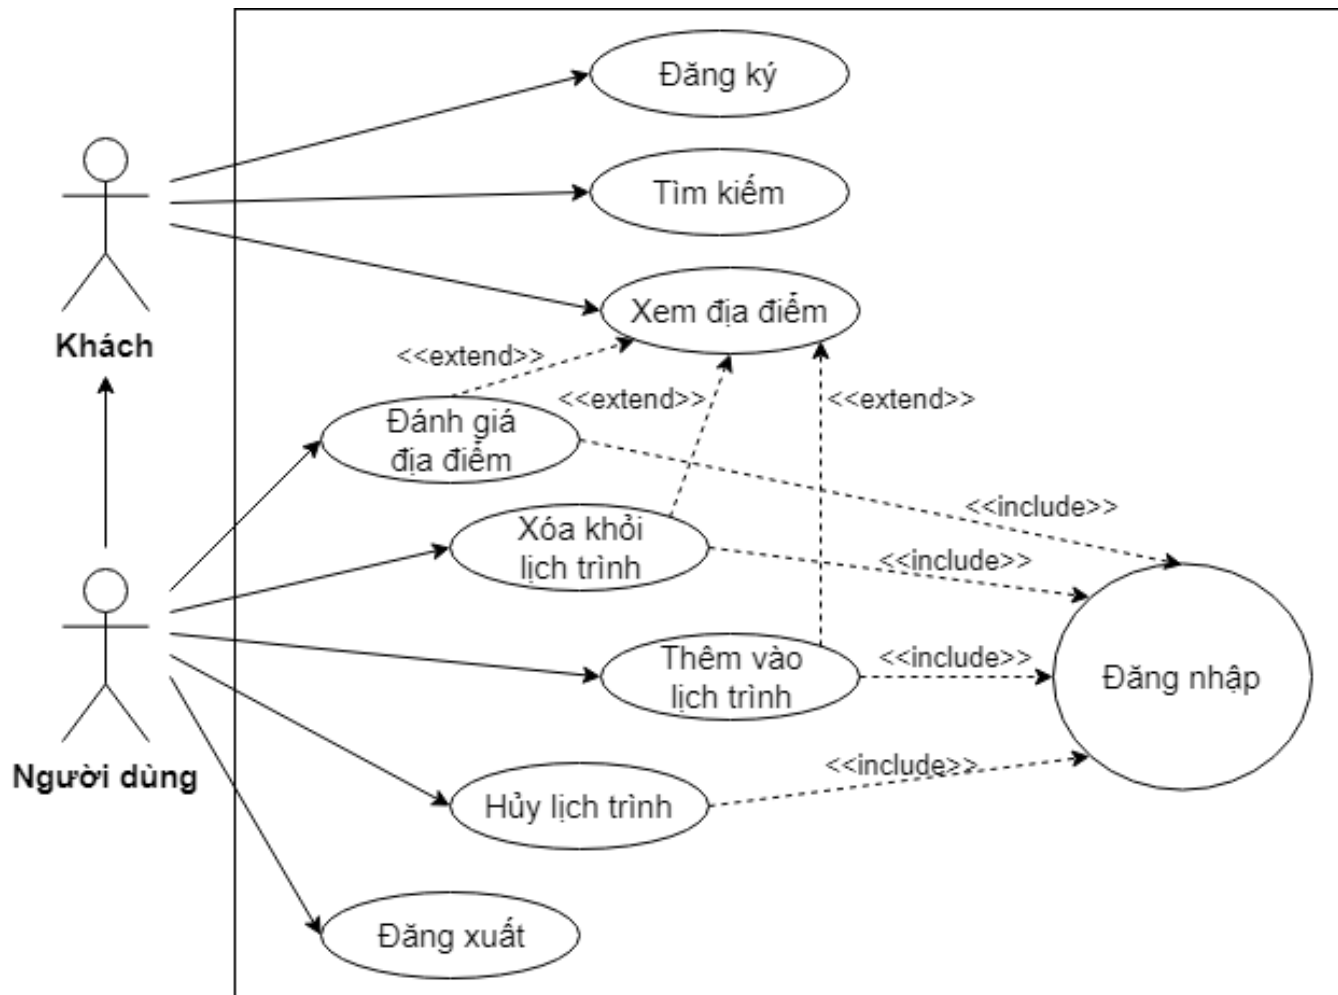 Đăng ký
Tìm kiếm
Xem địa điểm
Khách
<<extend>>
<<extend>>
<<extend>>
Đánh giá
địa điểm
<<include>>
Xóa khỏi
lịch trình
<<include>>
Thêm vào
lịch trình
<<include>>
Đăng nhập
Người dùng
<<include>>
Hủy lịch trình
Đăng xuất